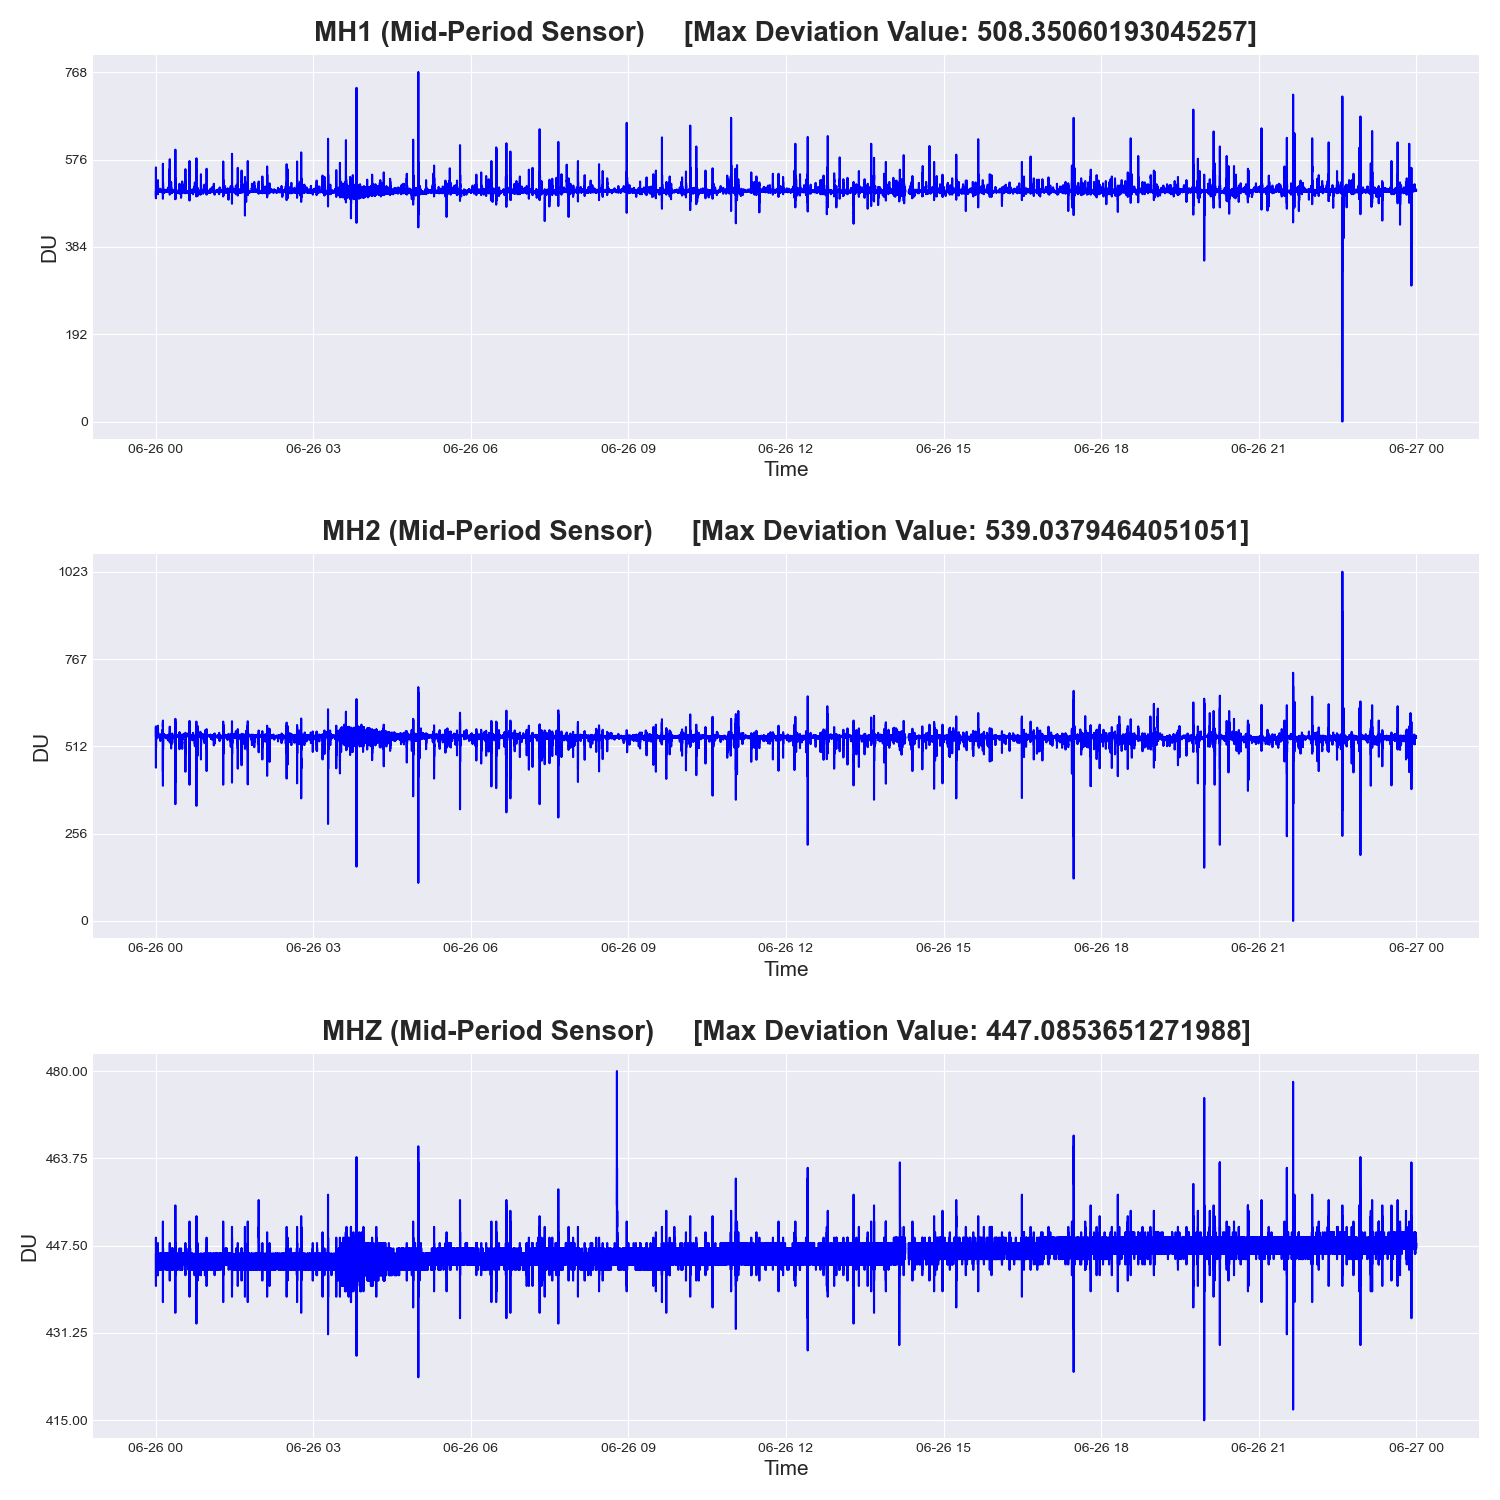 MH1 (Mid-Period Sensor) [Max Deviation Value: 508.35060193045257]
768
576
384
192
0
DU
06-26 00 06-26 03 06-26 06 06-26 09 06-26 12 06-26 15 06-26 18 06-26 21 06-27 00
Time
MH2 (Mid-Period Sensor) [Max Deviation Value: 539.0379464051051]
1023
767
512
256
0
DU
06-26 00 06-26 03 06-26 06 06-26 09 06-26 12 06-26 15 06-26 18 06-26 21 06-27 00
Time
MHZ (Mid-Period Sensor) [Max Deviation Value: 447.0853651271988]
480.00
463.75
447.50
431.25
415.00
DU
06-26 00 06-26 03 06-26 06 06-26 09 06-26 12 06-26 15 06-26 18 06-26 21 06-27 00
Time